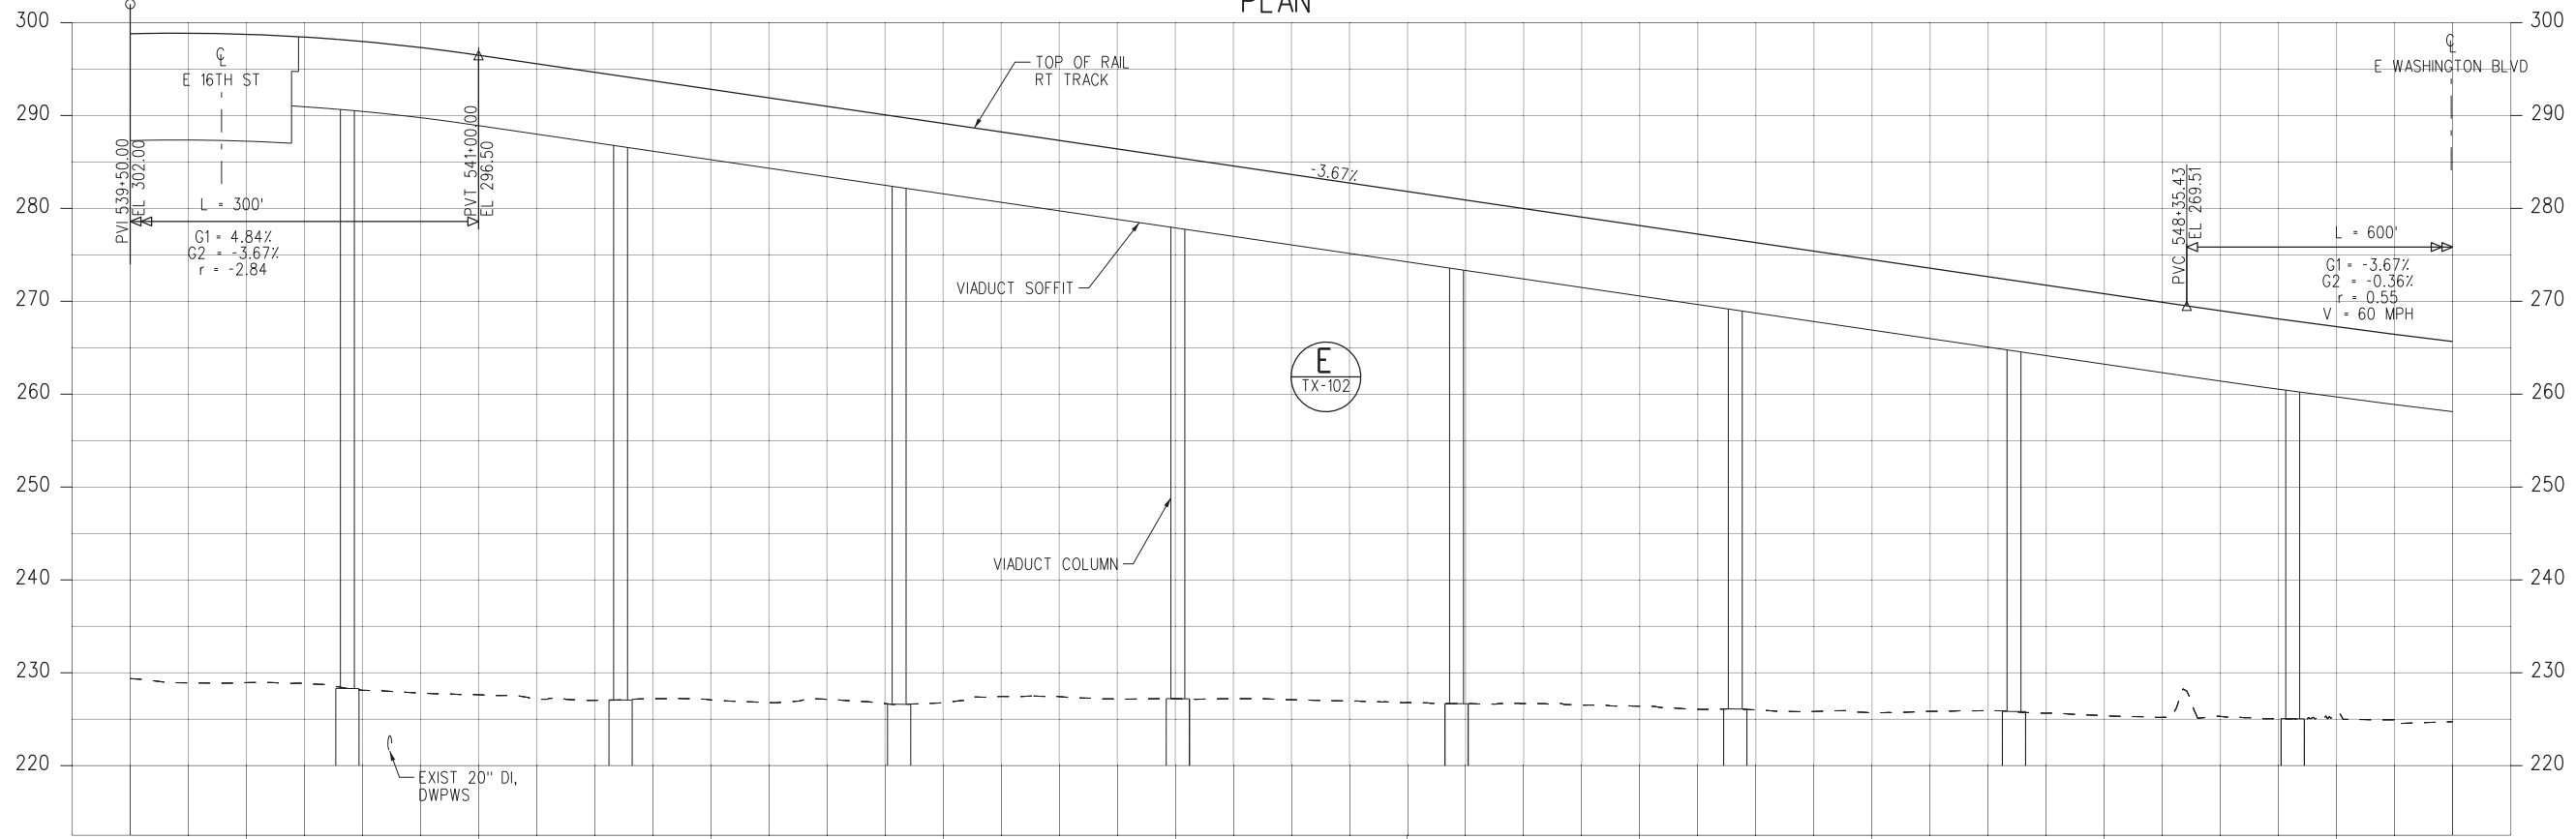 PLAN
300
290
280
270
260
250
240
230
220
300
290
280
270
260
250
240
230
220
℄
E 16TH ST
PVI 539+50.00
EL 302.00
L = 300'
G1 = 4.84%
G2 = -3.67%
r = -2.84
PVT 541+00.00
EL 296.50
TOP OF RAIL
RT TRACK
-3.67%
VIADUCT SOFFIT
E
TX-102
VIADUCT COLUMN
EXIST 20" DI,
DWPWS
℄
E WASHINGTON BLVD
PVC 548+35.43
EL 269.51
L = 600'
G1 = -3.67%
G2 = -0.36%
r = 0.55
V = 60 MPH